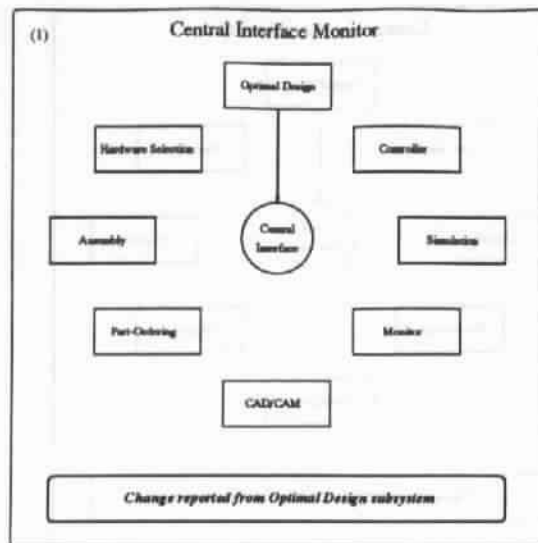 (1)
Central Interface Monitor
Optimal Design
Hardware Selection
Controller
Central
Interface
Assembly
Simulation
Part-Ordering
Monitor
CAD/CAM
Change reported from Optimal Design subsystem